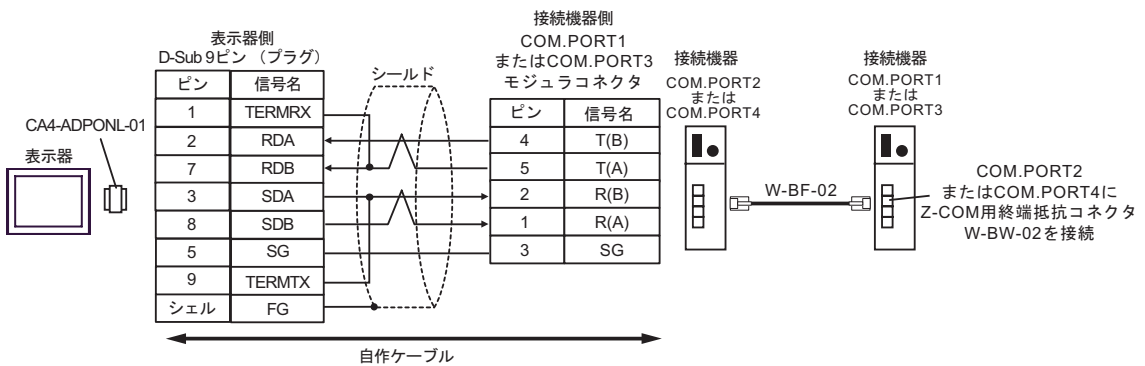 CA4-ADPONL-01
表示器
表示器側
D-Sub 9ピン （プラグ）
ピン 信号名
1 TERMRX
2 RDA
7 RDB
3 SDA
8 SDB
5 SG
9 TERMTX
シェル FG
シールド
接続機器側
COM.PORT1
またはCOM.PORT3
モジュラコネクタ
ピン 信号名
4 T(B)
5 T(A)
2 R(B)
1 R(A)
3 SG
自作ケーブル
接続機器
COM.PORT2
または
COM.PORT4
W-BF-02
接続機器
COM.PORT1
または
COM.PORT3
COM.PORT2
またはCOM.PORT4に
Z-COM用終端抵抗コネクタ
W-BW-02を接続